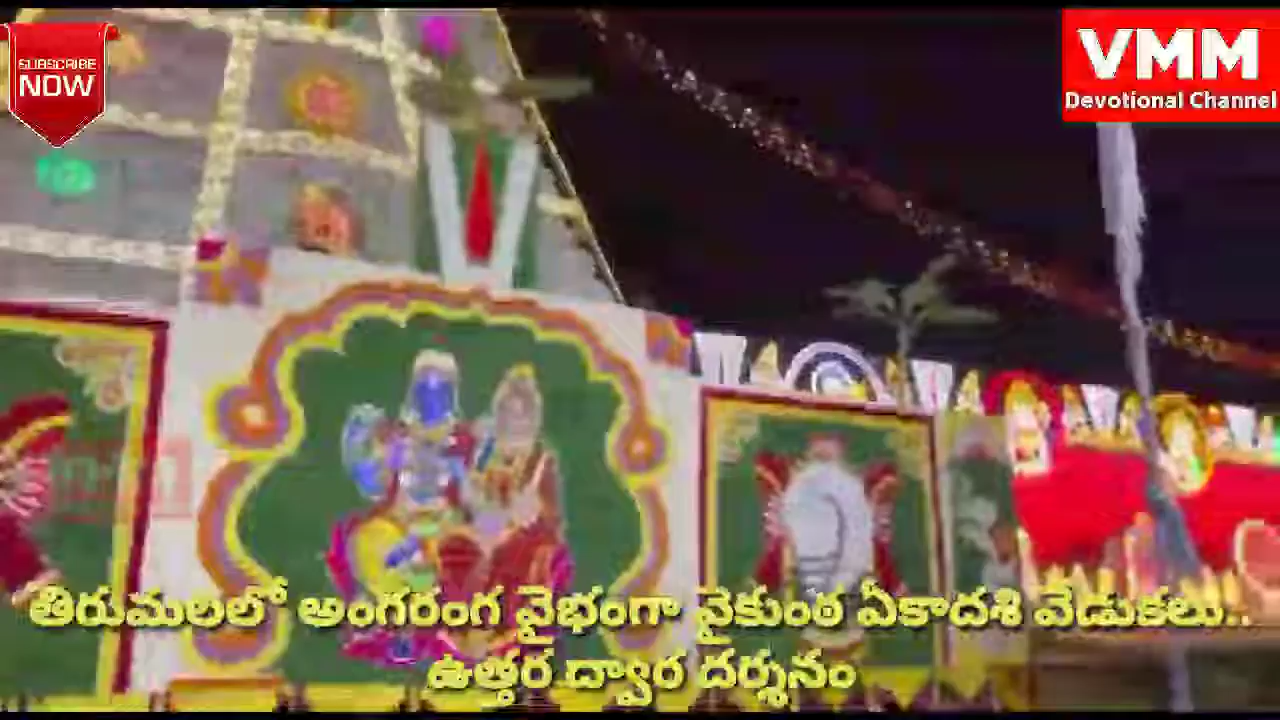 SUBSCRIBE
NOW
VMM
Devotional Channel
తిరుమలలో అంగరంగ వైభంగా వైకుంఠ ఏకాదశి వేడుకలు..
ఉత్తర ద్వార దర్శనం